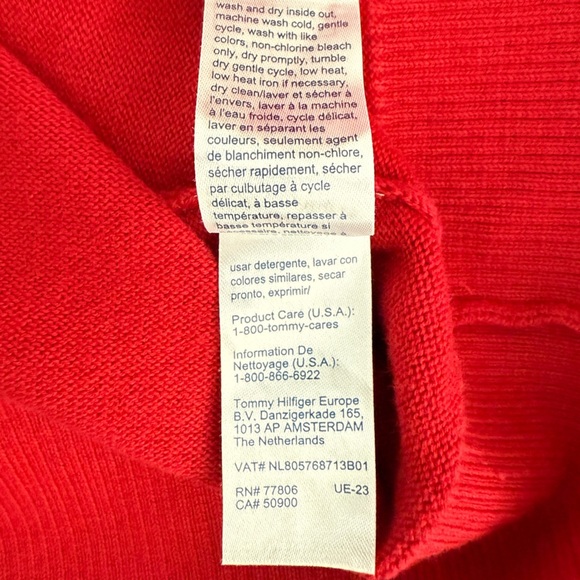 wash and dry inside out,
machine wash cold, gentle
cycle, wash with like
colors, non-chlorine bleach
only, dry promptly, tumble
dry gentle cycle, low heat,
low heat iron if necessary,
dry clean/laver et sécher à
l'envers, laver à la machine
à l'eau froide, cycle délicat,
laver en séparant les
couleurs, seulement agent
de blanchiment non-chlore,
sécher rapidement, sécher
par culbutage à cycle
délicat, à basse
température, repasser à
basse température si
nécessaire, nettoyage à
usar detergente, lavar con
colores similares, secar
pronto, exprimir/
Product Care (U.S.A.):
1-800-tommy-cares
Information De
Nettoyage (U.S.A.):
1-800-866-6922
Tommy Hilfiger Europe
B.V. Danzigerkade 165,
1013 AP AMSTERDAM
The Netherlands
VAT# NL805768713B01
RN# 77806 UE-23
CA# 50900